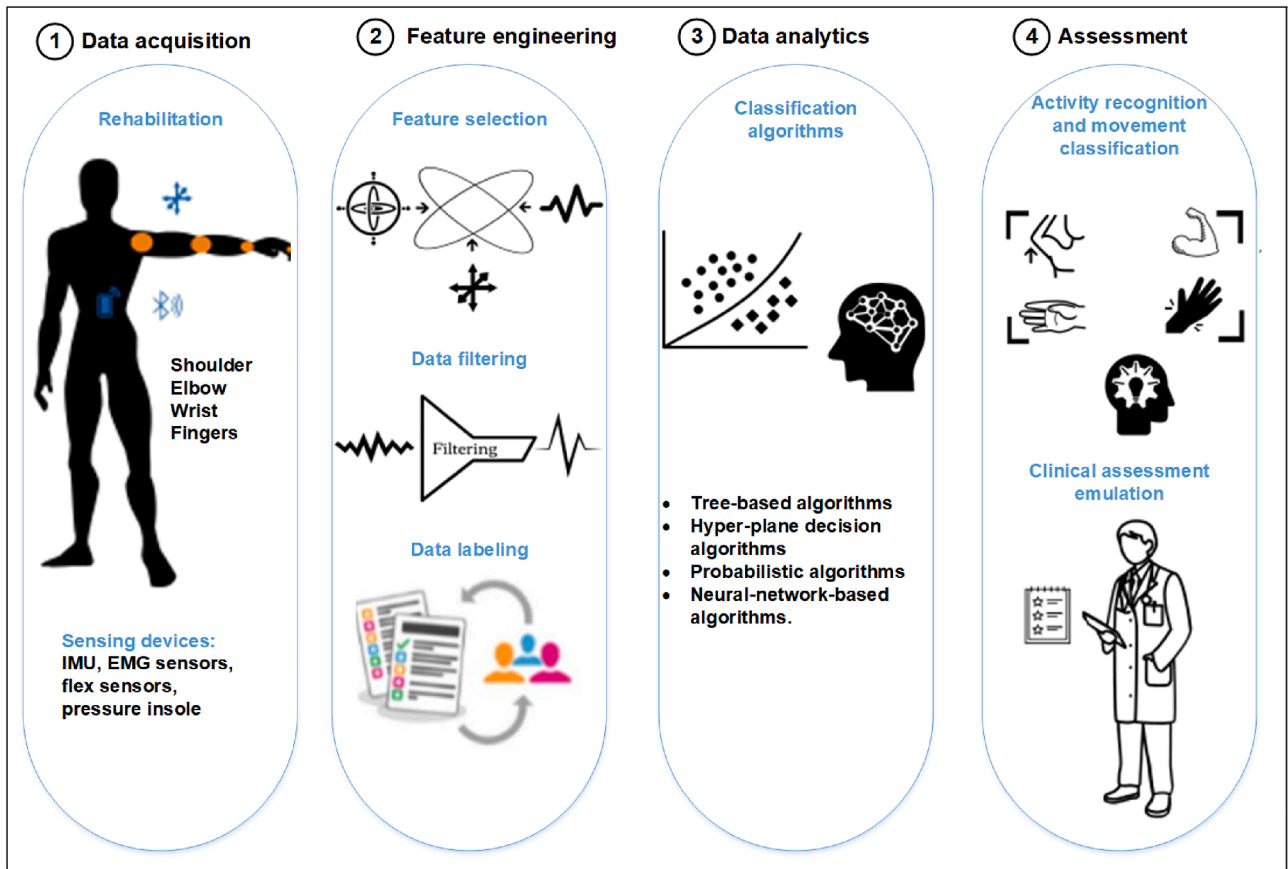 1 Data acquisition
Rehabilitation
Shoulder
Elbow
Wrist
Fingers
Sensing devices:
IMU, EMG sensors,
flex sensors,
pressure insole
2 Feature engineering
Feature selection
Data filtering
Filtering
Data labeling
3 Data analytics
Classification
algorithms
• Tree-based algorithms
• Hyper-plane decision
algorithms
• Probabilistic algorithms
• Neural-network-based
algorithms.
4 Assessment
Activity recognition
and movement
classification
Clinical assessment
emulation